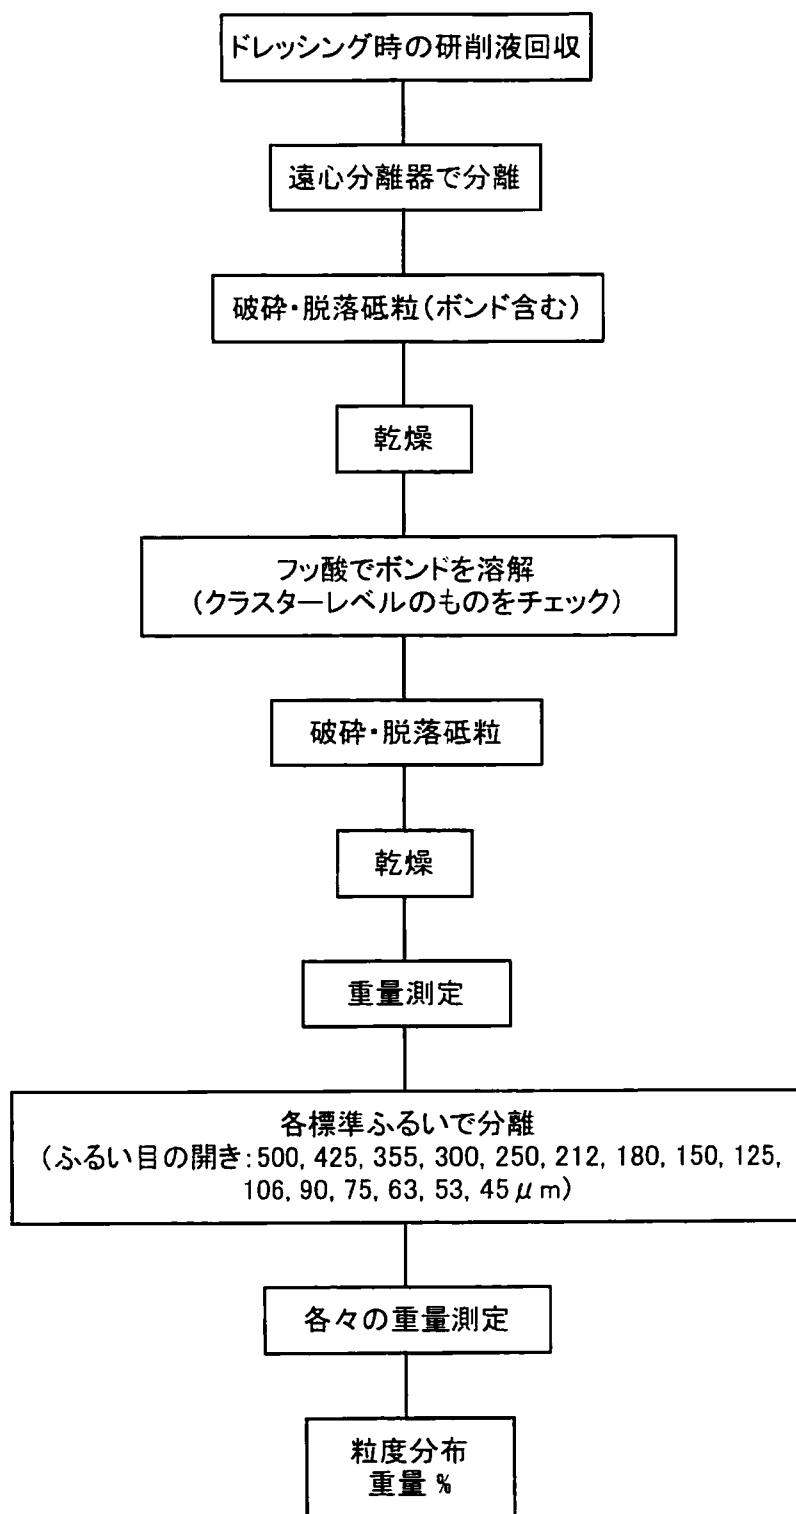 ドレッシング時の研削液回収
遠心分離器で分離
破砕・脱落砥粒(ボンド含む)
乾燥
フッ酸でボンドを溶解
(クラスターレベルのものをチェック)
破砕・脱落砥粒
乾燥
重量測定
各標準ふるいで分離
(ふるい目の開き:500, 425, 355, 300, 250, 212, 180, 150, 125,
106, 90, 75, 63, 53, 45μm)
各々の重量測定
粒度分布
重量 %